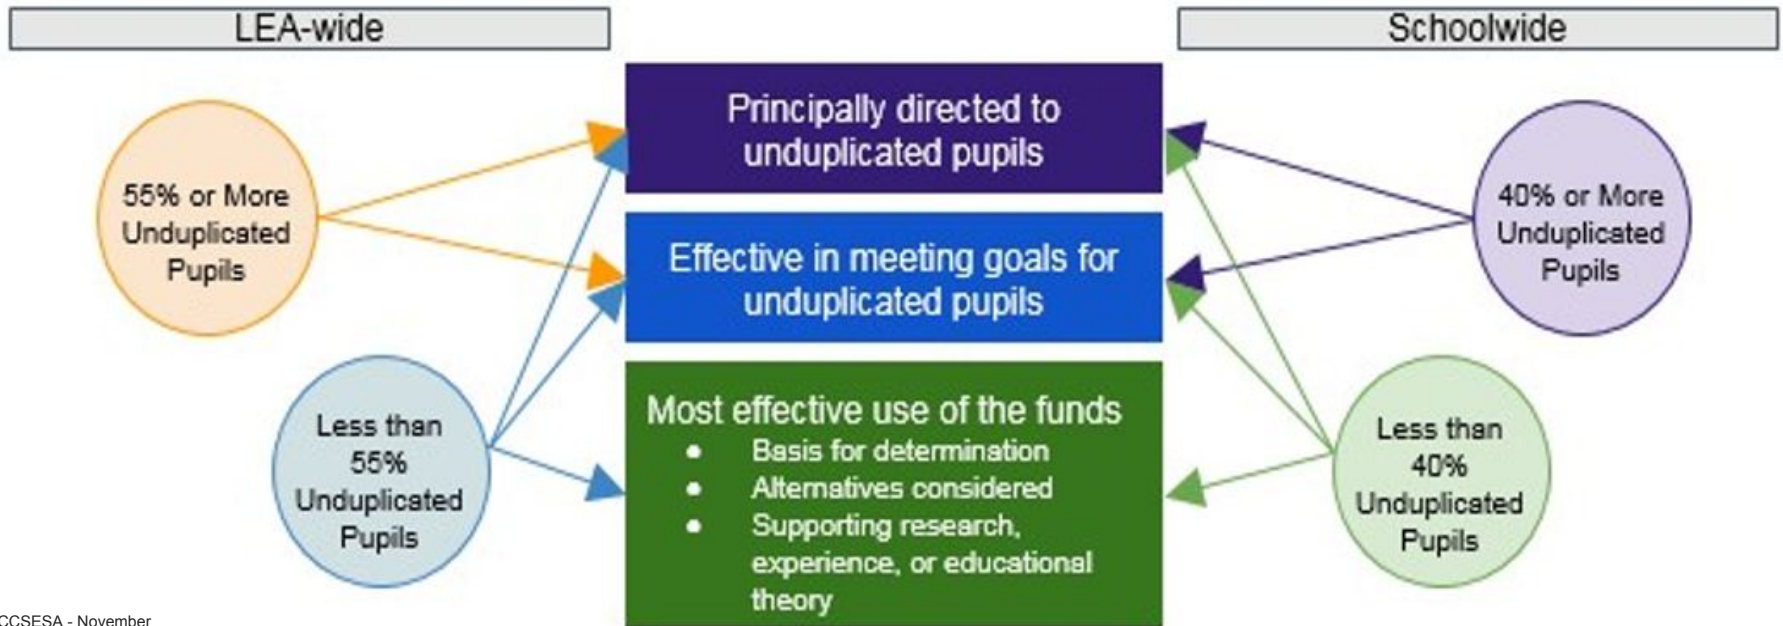 LEA-wide
Schoolwide
Principally directed to
unduplicated pupils
55% or More
Unduplicated
Pupils
40% or More
Unduplicated
Pupils
Effective in meeting goals for
unduplicated pupils
Less than
55%
Unduplicated
Pupils
Most effective use of the funds
● Basis for determination
● Alternatives considered
● Supporting research,
experience, or educational
theory
Less than
40%
Unduplicated
Pupils
CCSESA - November